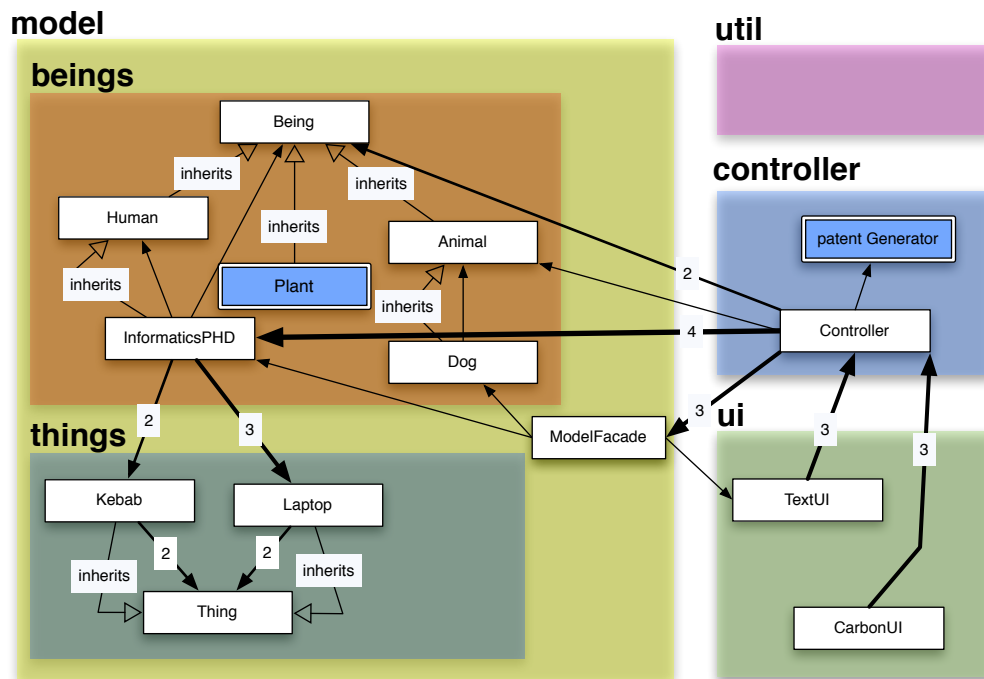 model
util
beings
Being
inherits
controller
inherits
Human
inherits
Animal
patent Generator
inherits
Plant
2
inherits
InformaticsPHD
4
Controller
Dog
2
3
3
ui
3
things
ModelFacade
3
Kebab
Laptop
TextUI
2
2
inherits
inherits
Thing
CarbonUI